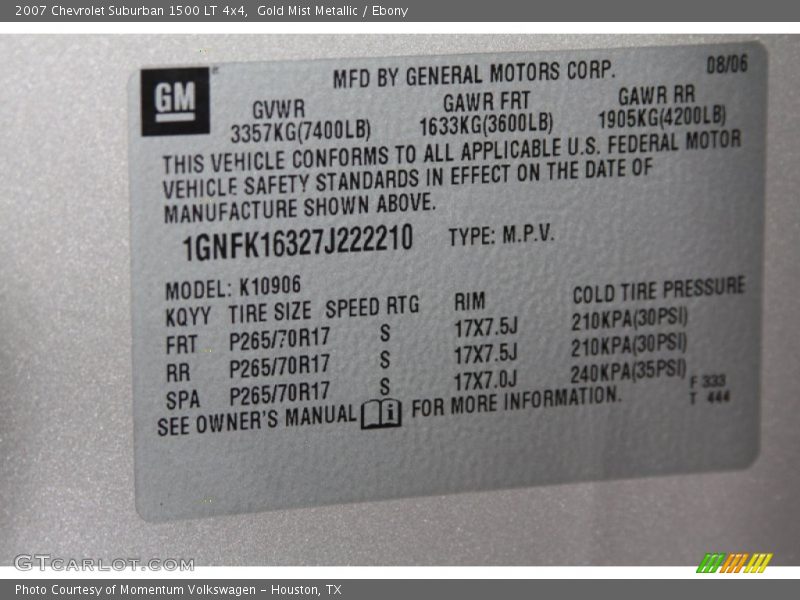 2007 Chevrolet Suburban 1500 LT 4x4,  Gold Mist Metallic / Ebony
GM
MFD BY GENERAL MOTORS CORP. 08/06
GVWR GAWR FRT GAWR RR
3357KG(7400LB) 1633KG(3600LB) 1905KG(4200LB)
THIS VEHICLE CONFORMS TO ALL APPLICABLE U.S. FEDERAL MOTOR
VEHICLE SAFETY STANDARDS IN EFFECT ON THE DATE OF
MANUFACTURE SHOWN ABOVE.
1GNFK16327J222210 TYPE: M.P.V.
MODEL: K10906
KQYY TIRE SIZE SPEED RTG RIM COLD TIRE PRESSURE
FRT P265/70R17 S 17X7.5J 210KPA(30PSI)
RR P265/70R17 S 17X7.5J 210KPA(30PSI)
SPA P265/70R17 S 17X7.0J 240KPA(35PSI)
SEE OWNER'S MANUAL i FOR MORE INFORMATION.
F 333
T 444
GTCARLOT.COM
Photo Courtesy of Momentum Volkswagen - Houston, TX